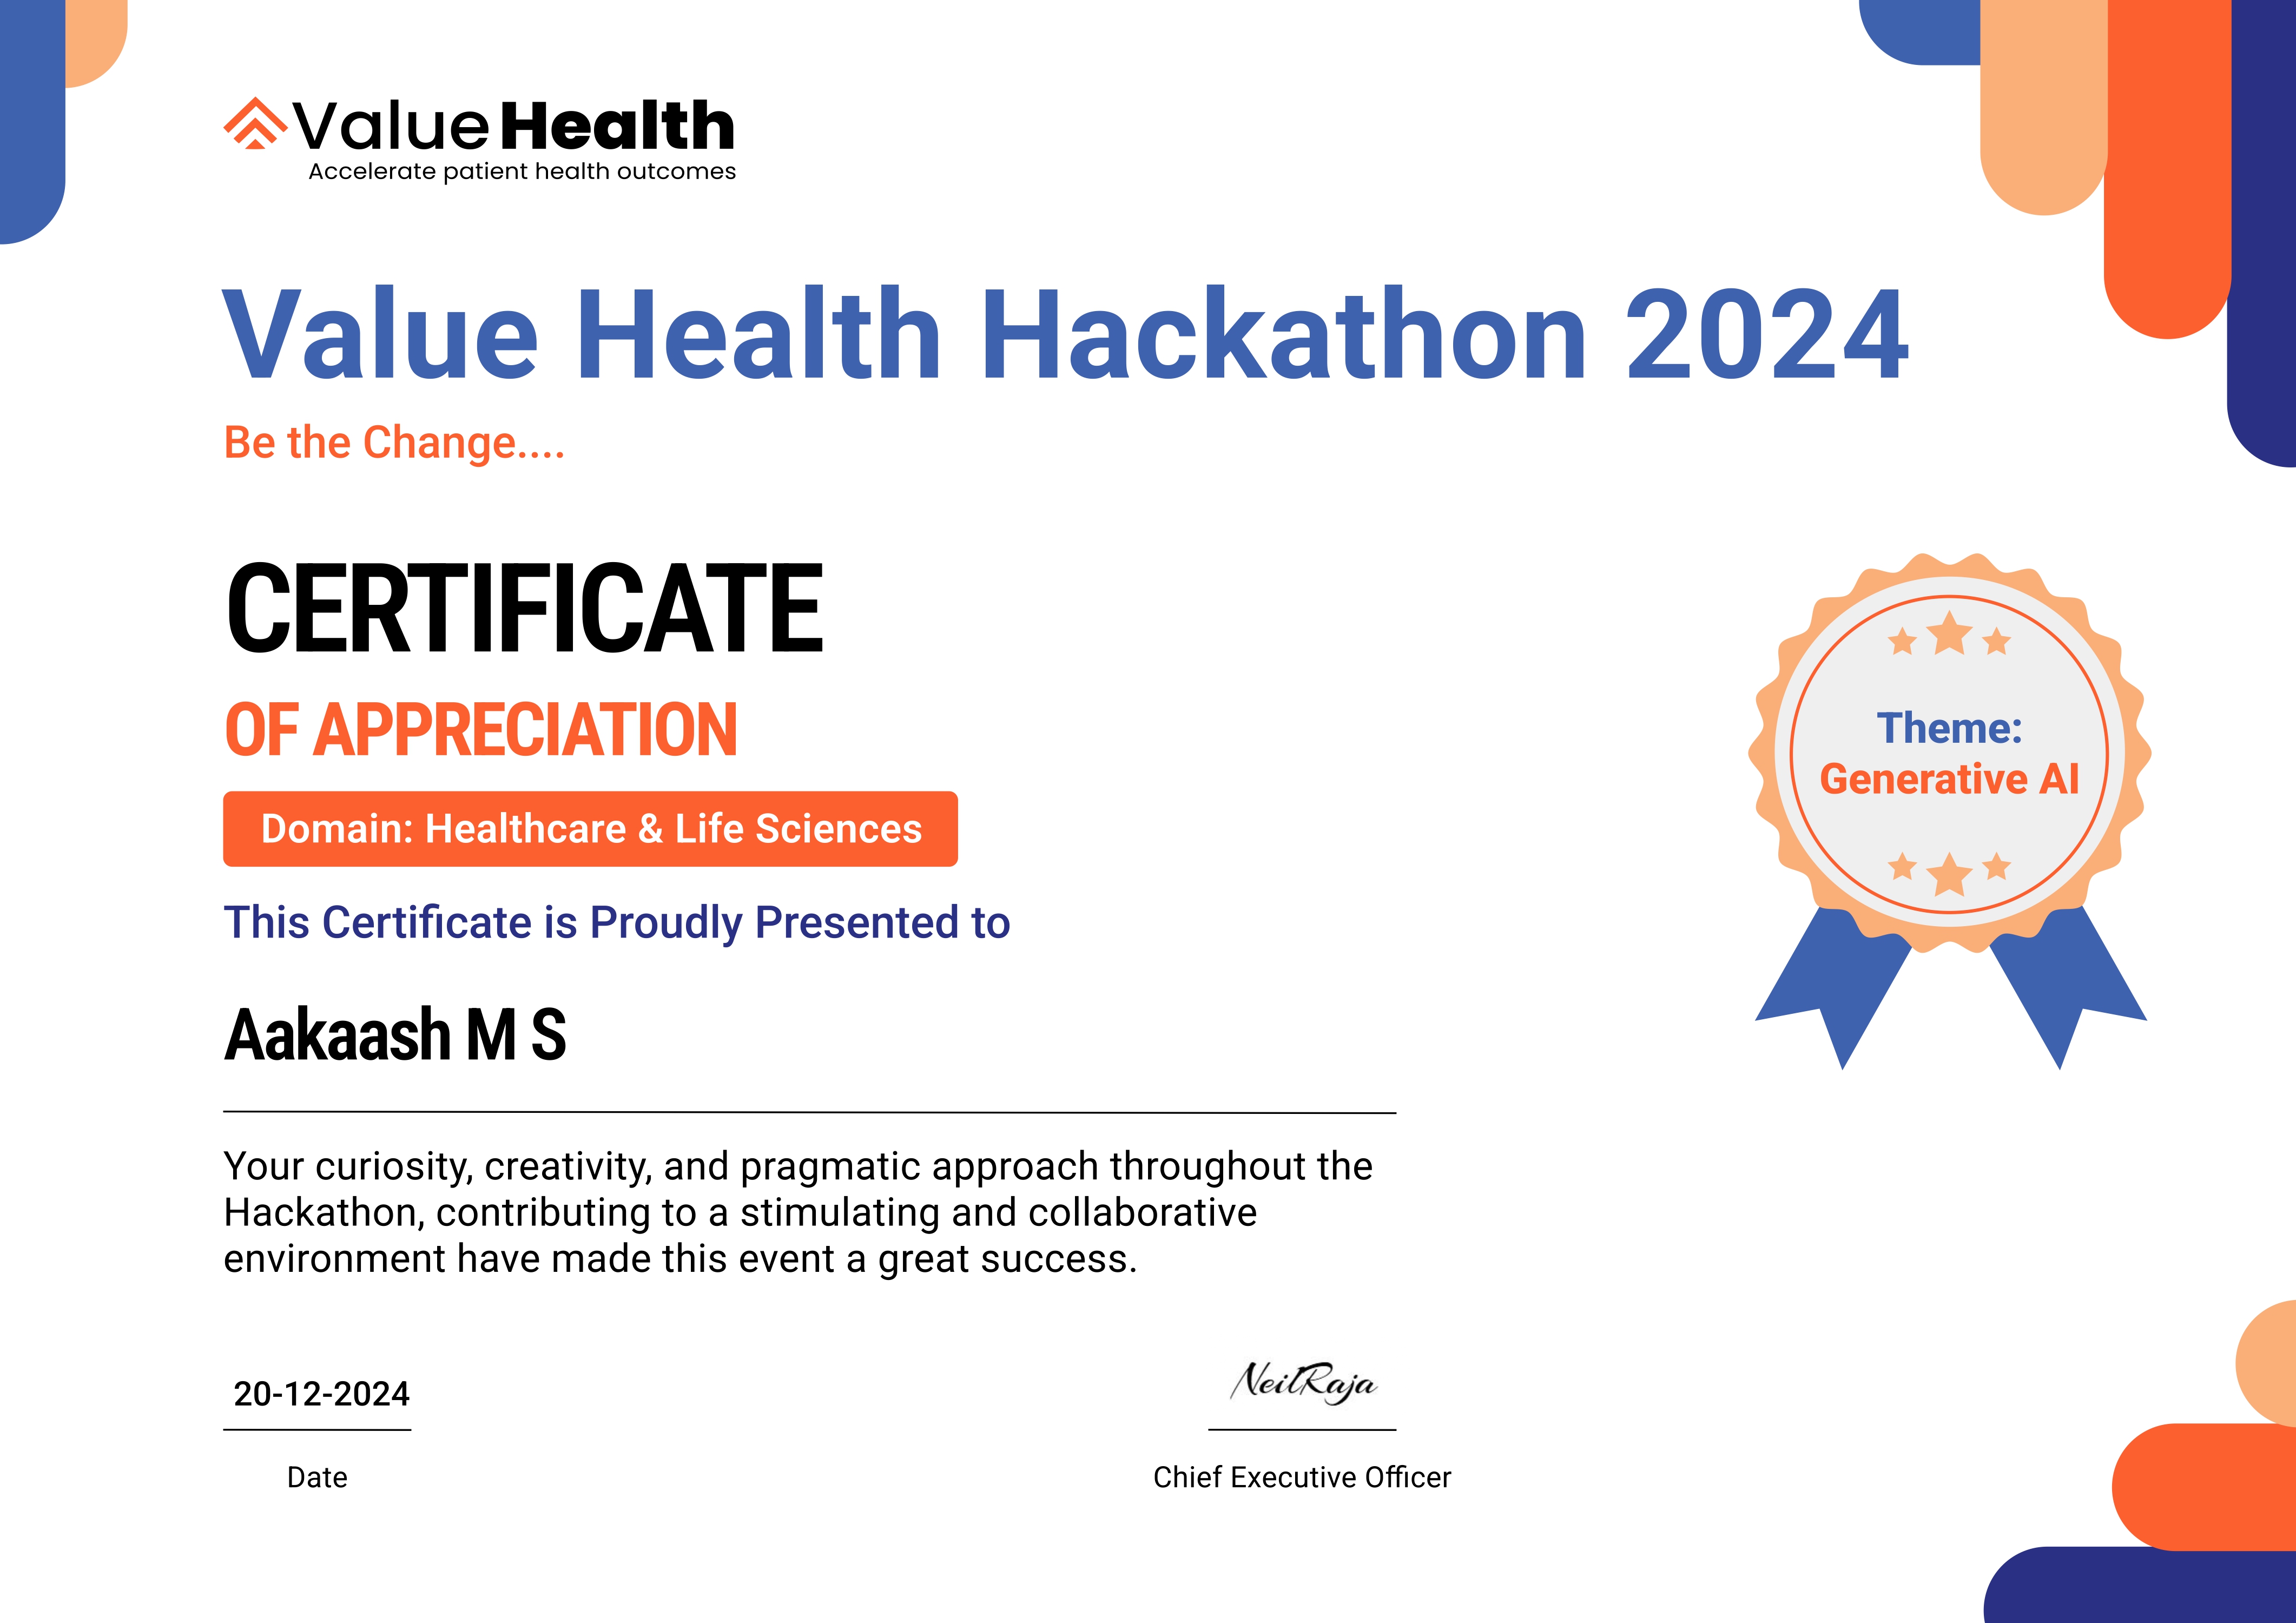 Value Health
Accelerate patient health outcomes
Value Health Hackathon 2024
Be the Change....
CERTIFICATE
OF APPRECIATION
Domain: Healthcare & Life Sciences
This Certificate is Proudly Presented to
Aakaash M S
Theme:
Generative AI
Your curiosity, creativity, and pragmatic approach throughout the
Hackathon, contributing to a stimulating and collaborative
environment have made this event a great success.
20-12-2024
Date
NeilRaja
Chief Executive Officer